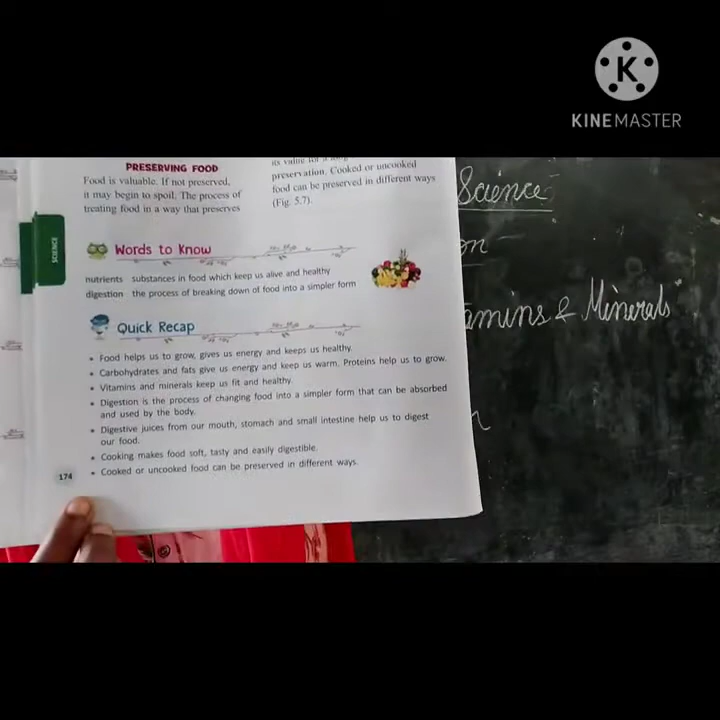 K
KINEMASTER
PRESERVING FOOD
Food is valuable. If not preserved,
it may begin to spoil. The process of
treating food in a way that preserves
its value for a long
preservation. Cooked or uncooked
food can be preserved in different ways
(Fig. 5.7).
SCIENCE
Words to Know
nutrients substances in food which keep us alive and healthy
digestion the process of breaking down of food into a simpler form
Quick Recap
• Food helps us to grow, gives us energy and keeps us healthy.
• Carbohydrates and fats give us energy and keep us warm. Proteins help us to grow.
• Vitamins and minerals keep us fit and healthy
• Digestion is the process of changing food into a simpler form that can be absorbed
and used by the body.
• Digestive juices from our mouth, stomach and small intestine help us to digest
our food.
• Cooking makes food soft, tasty and easily digestible.
• Cooked or uncooked food can be preserved in different ways.
174
Science
on
amins & Minerals"